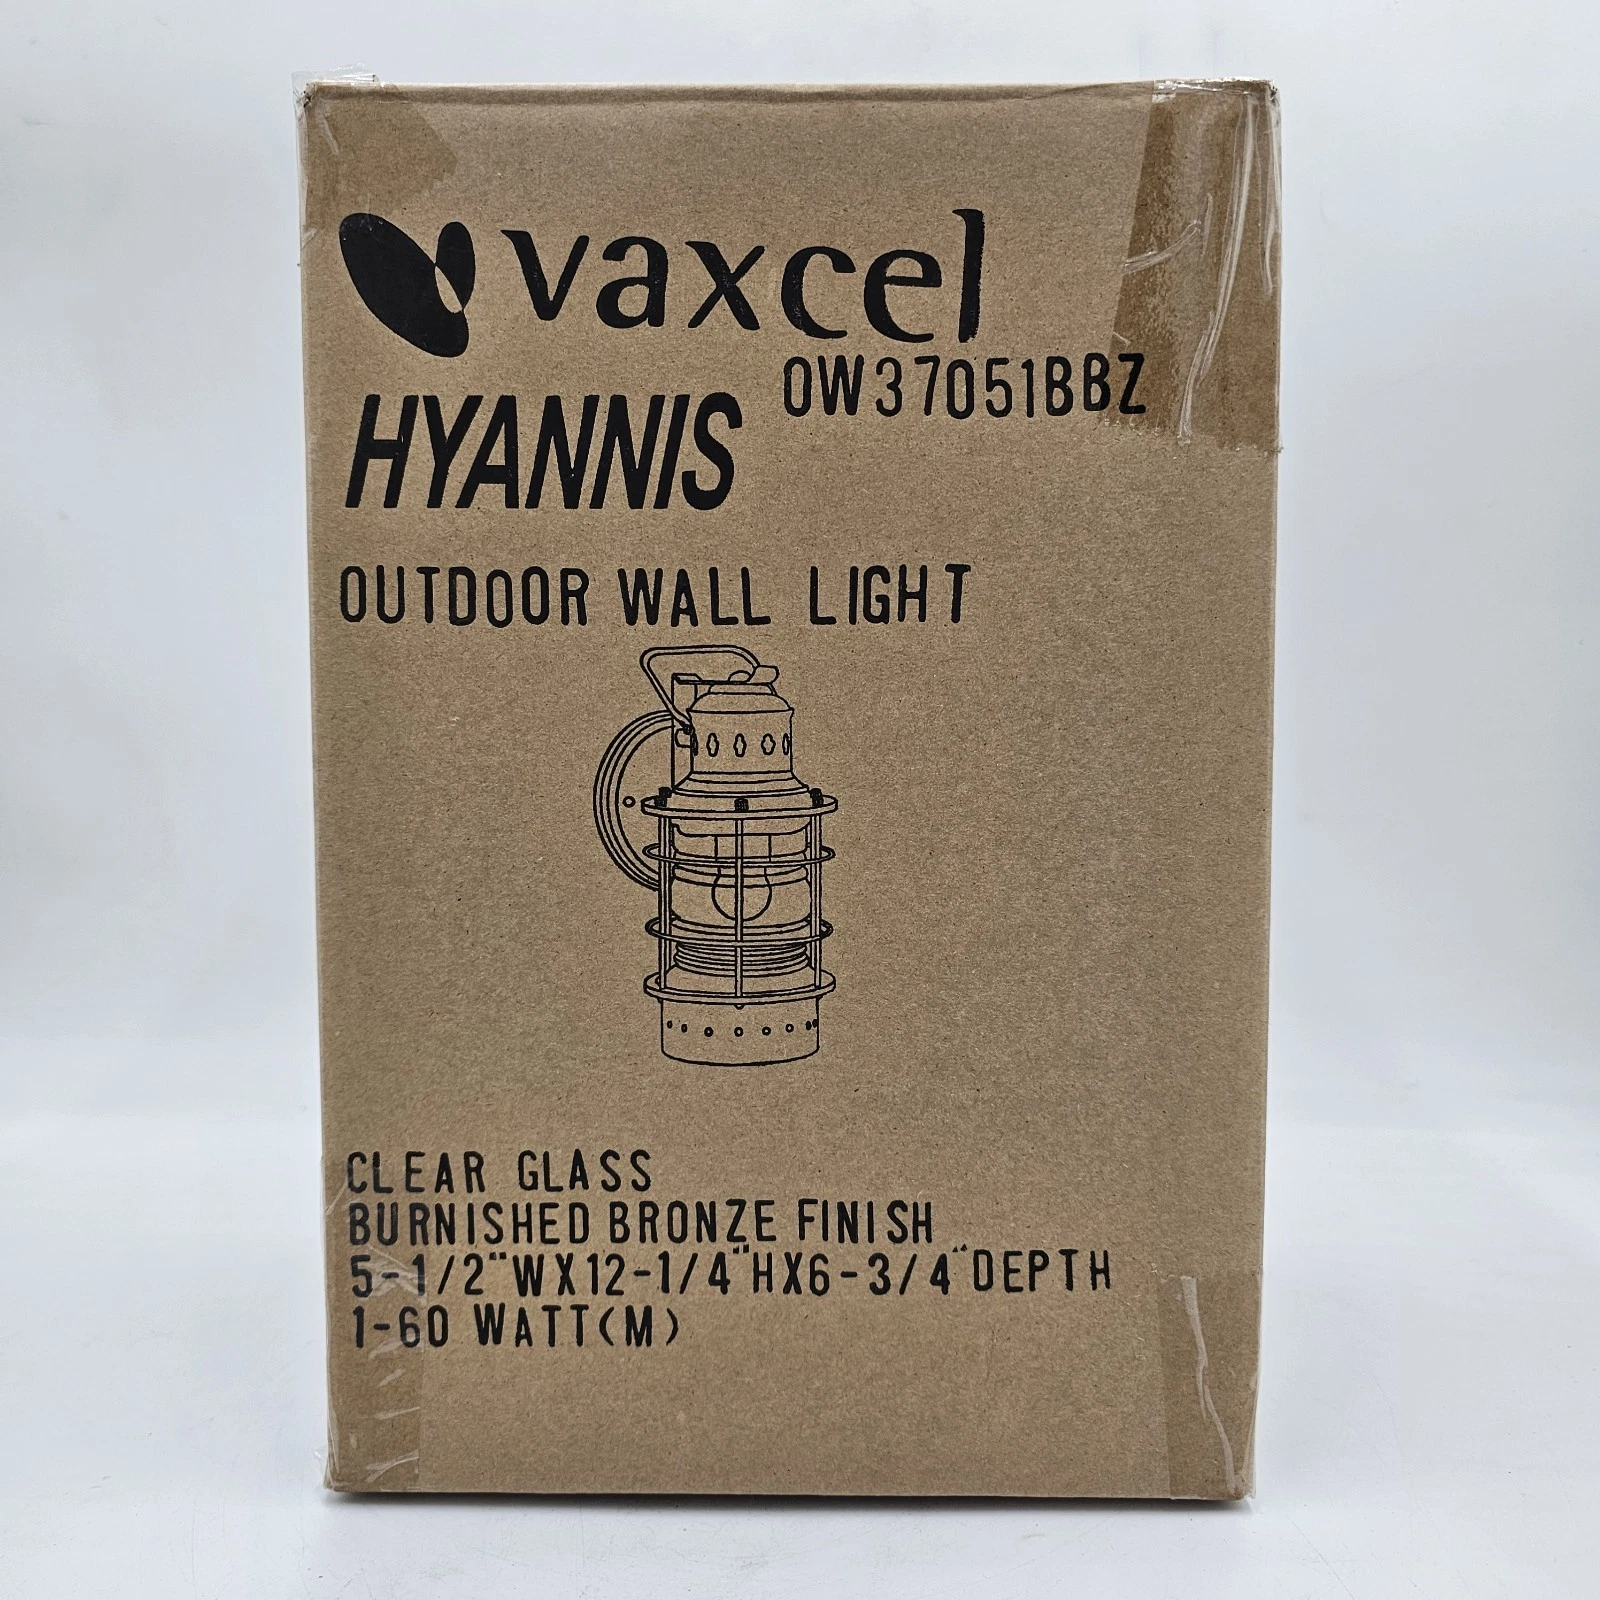 vaxcel
OW37051BBZ
HYANNIS
OUTDOOR WALL LIGHT
CLEAR GLASS
BURNISHED BRONZE FINISH
5-1/2"WX12-1/4"HX6-3/4"DEPTH
1-60 WATT(M)